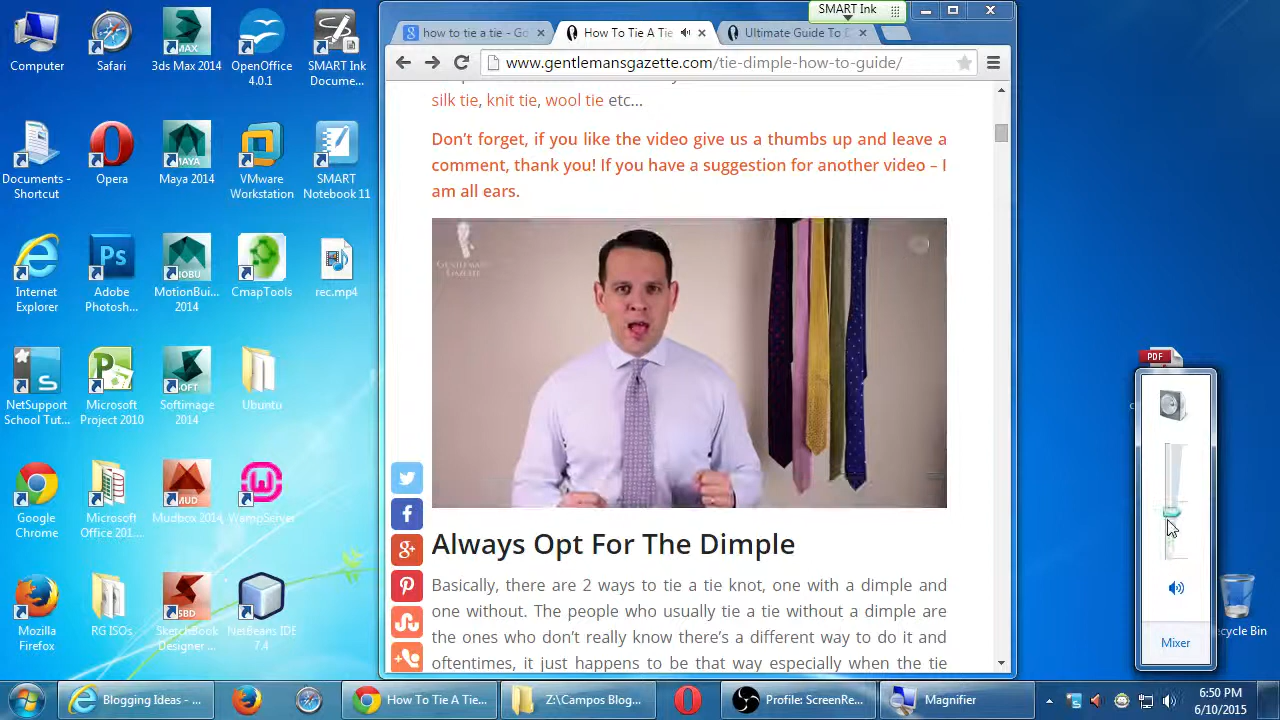 SMART Ink
how to tie a tie - Go
How To Tie A Tie
Ultimate Guide To D
www.gentlemansgazette.com/tie-dimple-how-to-guide/
silk tie, knit tie, wool tie etc...
Don't forget, if you like the video give us a thumbs up and leave a
comment, thank you! If you have a suggestion for another video – I
am all ears.
GENTLEMAN'S
GAZETTE
Always Opt For The Dimple
Basically, there are 2 ways to tie a tie knot, one with a dimple and
one without. The people who usually tie a tie without a dimple are
the ones who don't really know there's a different way to do it and
oftentimes, it just happens to be that way especially when the tie
Computer
Safari
3ds Max 2014
OpenOffice
4.0.1
SMART Ink
Docume...
Documents -
Shortcut
Opera
Maya 2014
VMware
Workstation
SMART
Notebook 11
Internet
Explorer
Adobe
Photosh...
MotionBui...
2014
CmapTools
rec.mp4
NetSupport
School Tut...
Microsoft
Project 2010
Softimage
2014
Ubuntu
Google
Chrome
Microsoft
Office 201...
Mudbox 2014
WampServer
Mozilla
Firefox
RG ISOs
SketchBook
Designer ...
NetBeans IDE
7.4
PDF
Mixer
Recycle Bin
Blogging Ideas - ...
How To Tie A Tie...
Z:\Campos Blog...
Profile: ScreenRe...
Magnifier
6:50 PM
6/10/2015